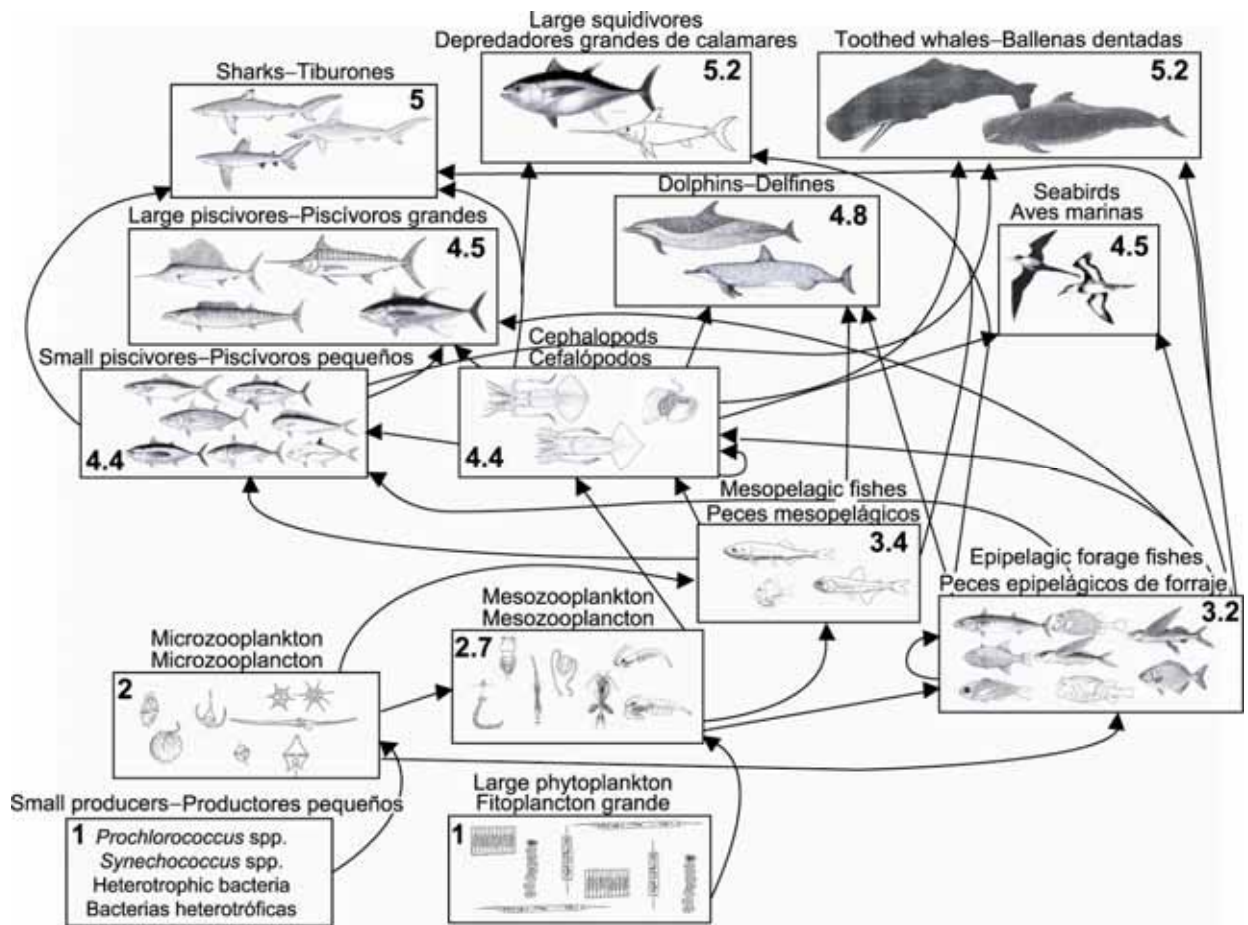 Large squidivores
Depredadores grandes de calamares
5.2
Toothed whales–Ballenas dentadas
5.2
Sharks–Tiburones
5
Dolphins–Delfines
4.8
Seabirds
Aves marinas
4.5
Large piscivores–Piscívoros grandes
4.5
Small piscivores–Piscívoros pequeños
4.4
Cephalopods
Cefalópodos
4.4
Mesopelagic fishes
Peces mesopelágicos
3.4
Epipelagic forage fishes
Peces epipelágicos de forraje
3.2
Mesozooplankton
Mesozooplancton
2.7
Microzooplankton
Microzooplancton
2
Large phytoplankton
Fitoplancton grande
1
Small producers–Productores pequeños
1 Prochlorococcus spp.
Synechococcus spp.
Heterotrophic bacteria
Bacterias heterotróficas